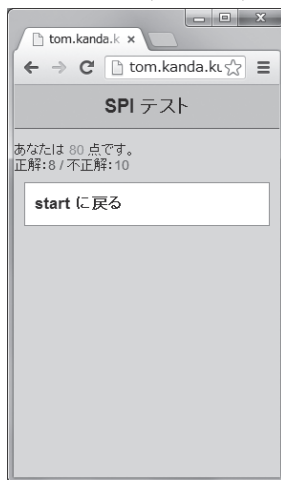 tom.kanda.k
tom.kanda.ku
SPI テスト
あなたは 80 点です。
正解:8 / 不正解:10
start に戻る